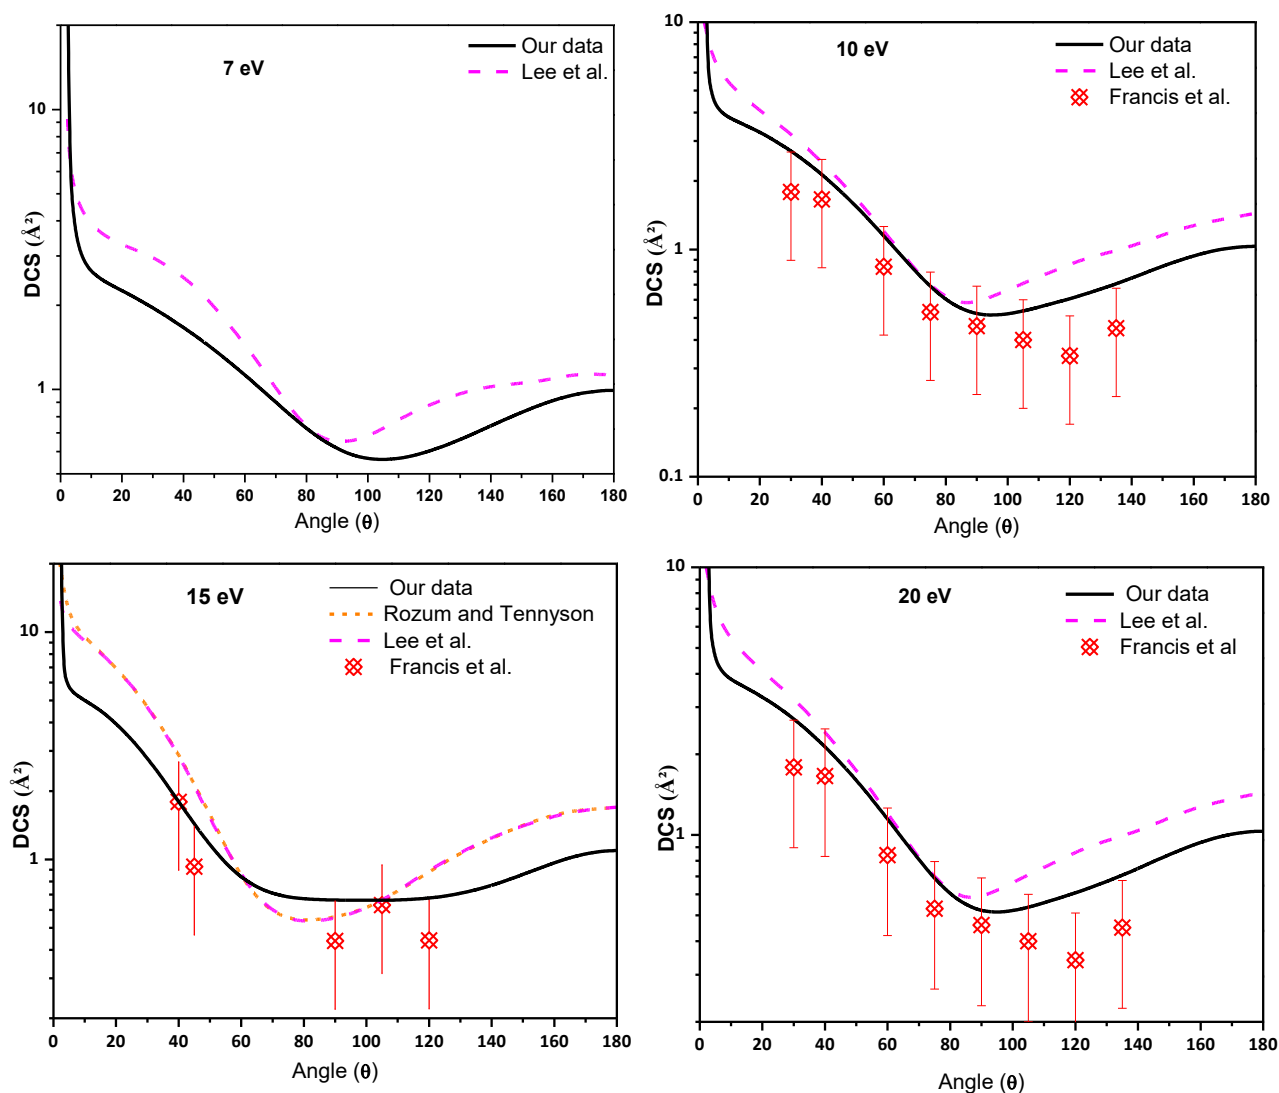 7 eV
Our data
Lee et al.
10
1
DCS (Å²)
0 20 40 60 80 100 120 140 160 180
Angle (θ)
10 eV
Our data
Lee et al.
Francis et al.
10
1
0.1
DCS (Å²)
0 20 40 60 80 100 120 140 160 180
Angle (θ)
15 eV
Our data
Rozum and Tennyson
Lee et al.
Francis et al.
10
1
DCS (Å²)
0 20 40 60 80 100 120 140 160 180
Angle (θ)
20 eV
Our data
Lee et al.
Francis et al
10
1
DCS (Å²)
0 20 40 60 80 100 120 140 160 180
Angle (θ)